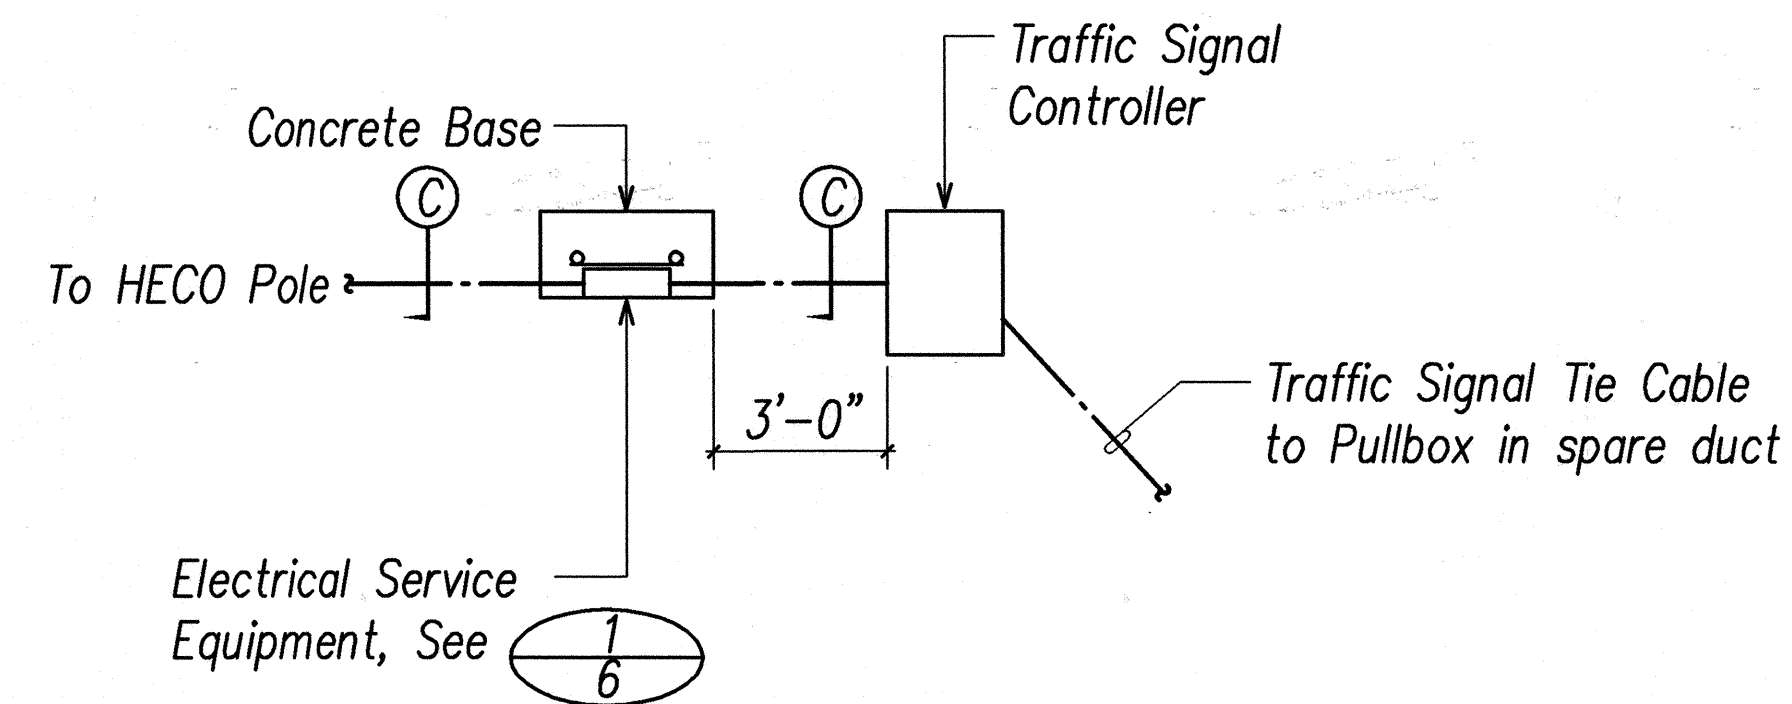 Traffic Signal
Controller
Concrete Base
C
C
To HECO Pole
3'-0"
Traffic Signal Tie Cable
to Pullbox in spare duct
Electrical Service
Equipment, See
1
6